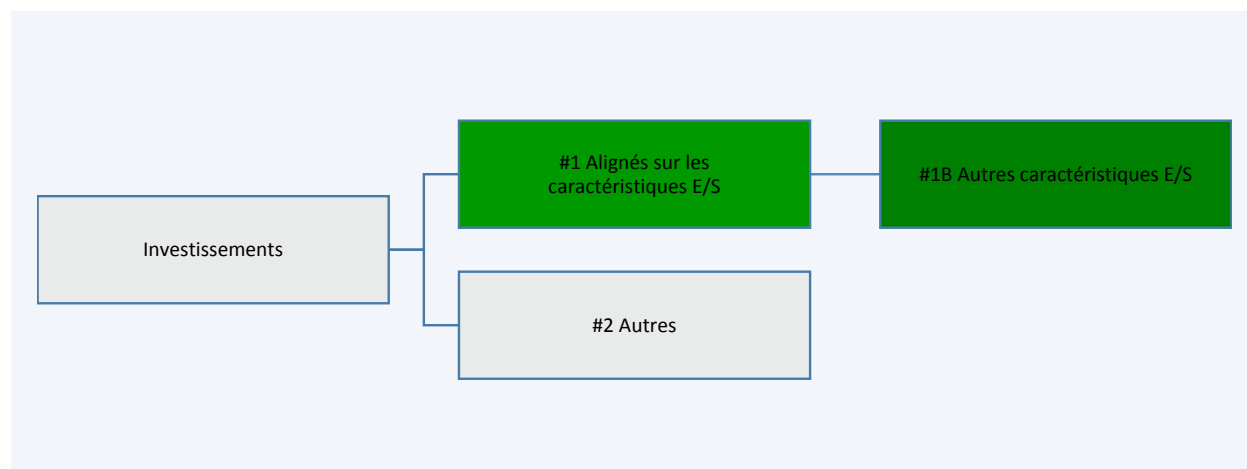 #1 Alignés sur les
caractéristiques E/S
#1B Autres caractéristiques E/S
Investissements
#2 Autres